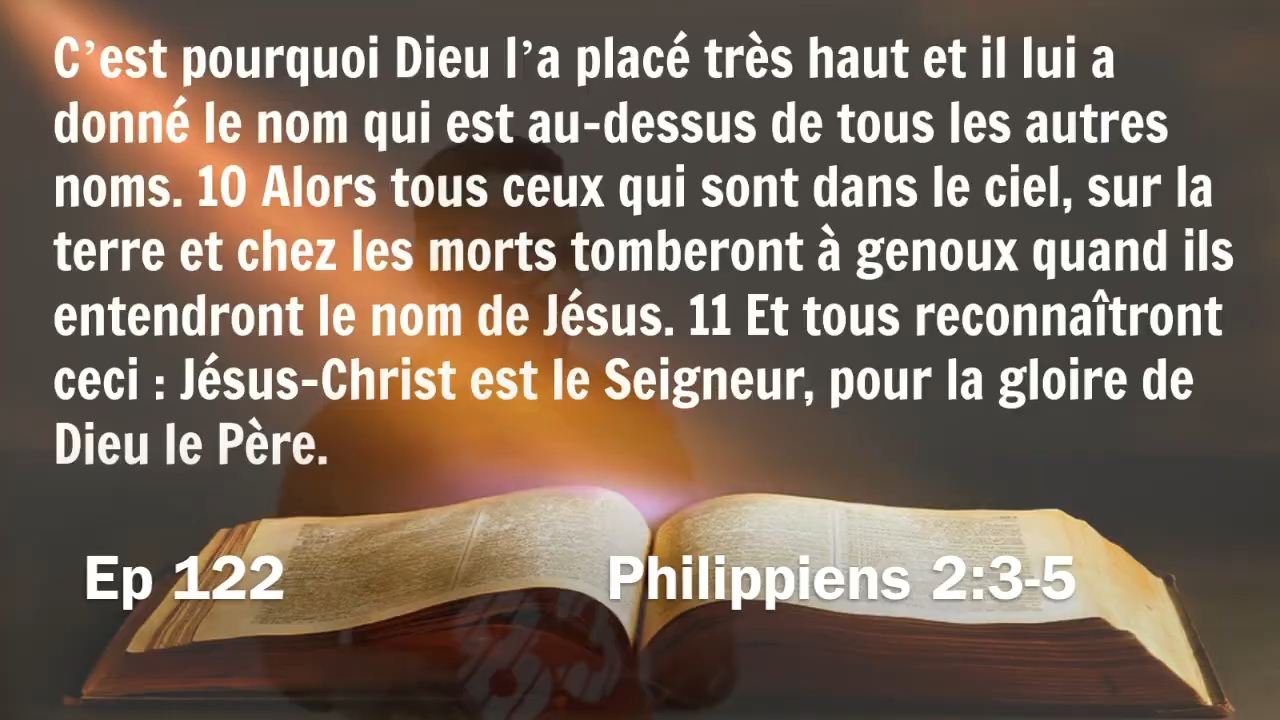 C’est pourquoi Dieu l’a placé très haut et il lui a
donné le nom qui est au-dessus de tous les autres
noms. 10 Alors tous ceux qui sont dans le ciel, sur la
terre et chez les morts tomberont à genoux quand ils
entendront le nom de Jésus. 11 Et tous reconnaîtront
ceci : Jésus-Christ est le Seigneur, pour la gloire de
Dieu le Père.
Ep 122 Philippiens 2:3-5